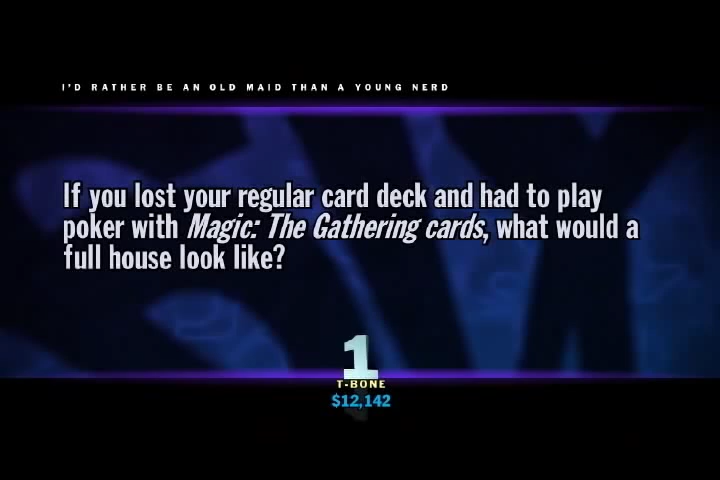 I'D RATHER BE AN OLD MAID THAN A YOUNG NERD
If you lost your regular card deck and had to play
poker with Magic: The Gathering cards, what would a
full house look like?
1
T-BONE
$12,142